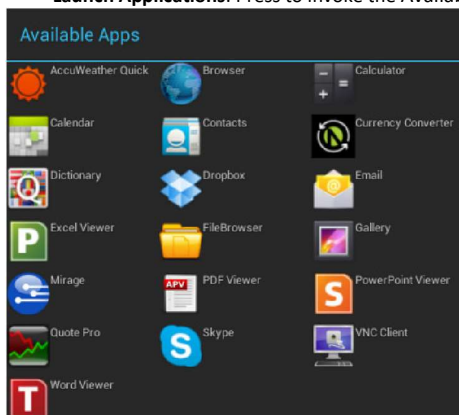 Launch Applications: Press to invoke the Availab
Available Apps
AccuWeather Quick Browser Calculator
Calendar Contacts Currency Converter
Dictionary Dropbox Email
Excel Viewer FileBrowser Gallery
Mirage PDF Viewer PowerPoint Viewer
Quote Pro Skype VNC Client
Word Viewer